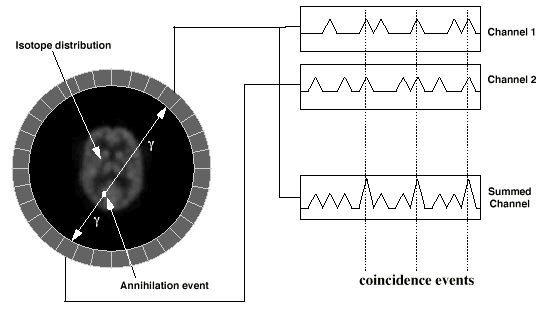 Isotope distribution
γ
γ
Annihilation event
Channel 1
Channel 2
Summed
Channel
coincidence events